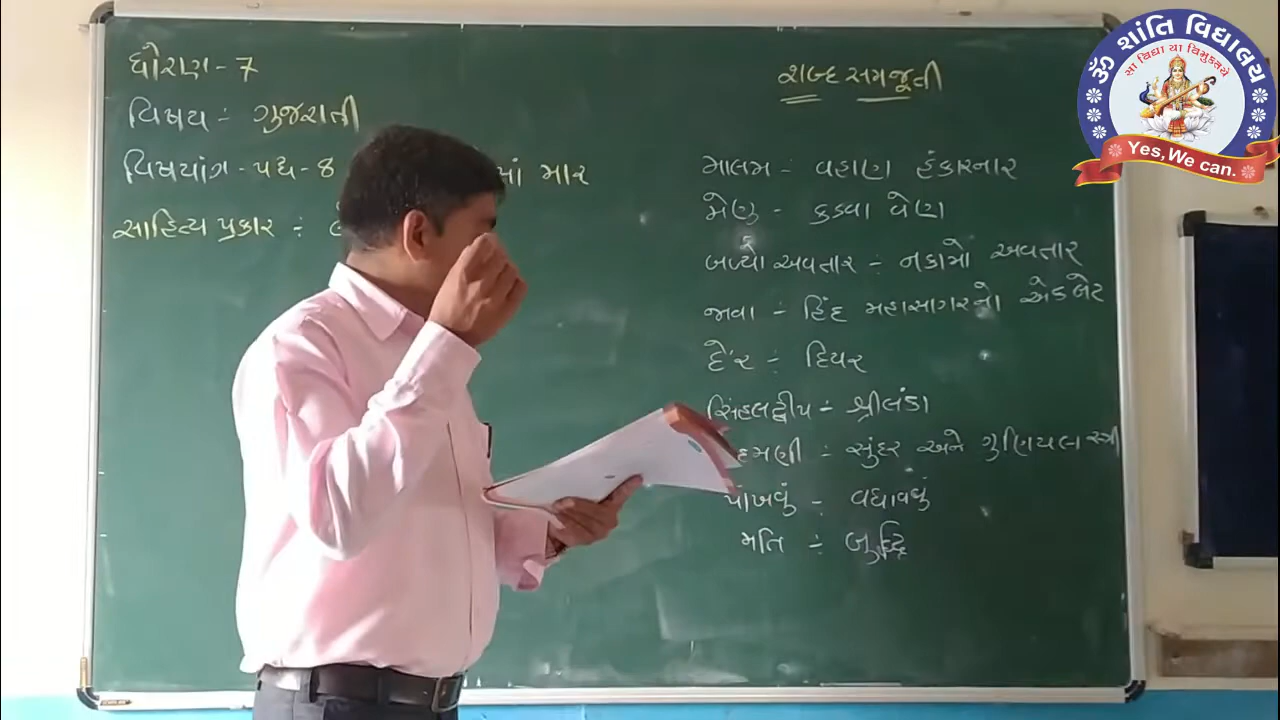 ધોરણ - 7
વિષય :- ગુજરાતી
વિષયાંગ - પદ્ય - 8 માર
સાહિત્ય પ્રકાર :-
શબ્દ સમજૂતી
માલમ :- વહાણ હંકારનાર
મેણુ - કડવા વેણ
બળ્યો અવતાર :- નકામો અવતાર
જાવા - હિંદ મહાસાગરનો એક બેટ
દે'ર :- દિયર
સિંહલદ્વીપ :- શ્રીલંકા
દમણી :- સુંદર અને ગુણિયલ સ્ત્રી
પોંખવું :- વધાવવું
મતિ :- બુદ્ધિ
ૐ શાંતિ વિદ્યાલય
સા વિદ્યા યા વિમુક્તયે
Yes, We can.